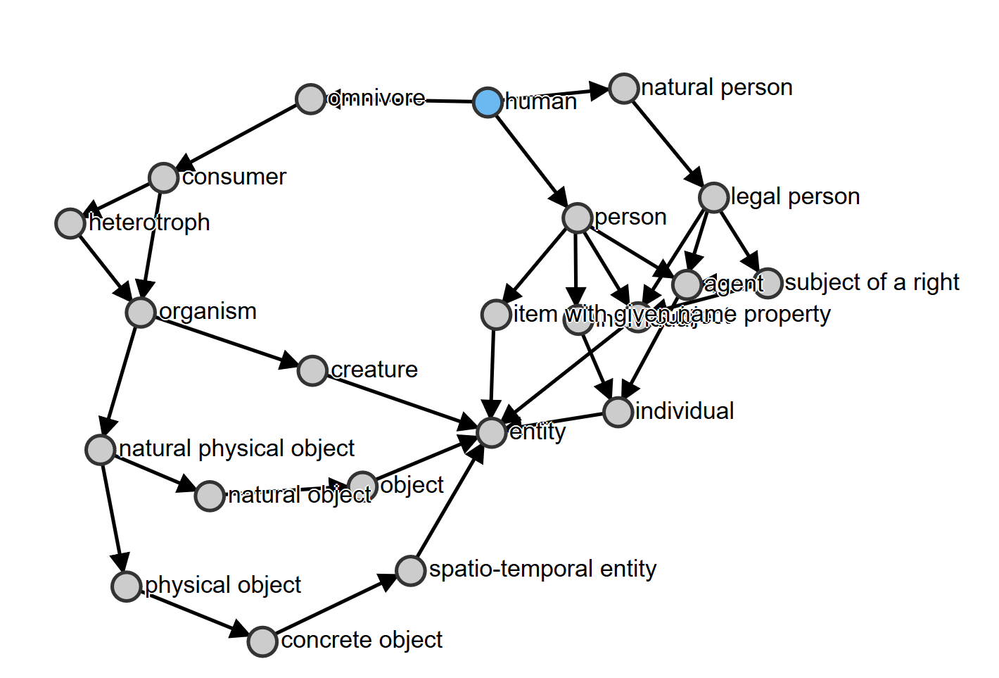 natural person
omnivore
human
consumer
legal person
heterotroph
person
agent
subject of a right
organism
item with given name property
creature
individual
entity
natural physical object
object
natural object
spatio-temporal entity
physical object
concrete object